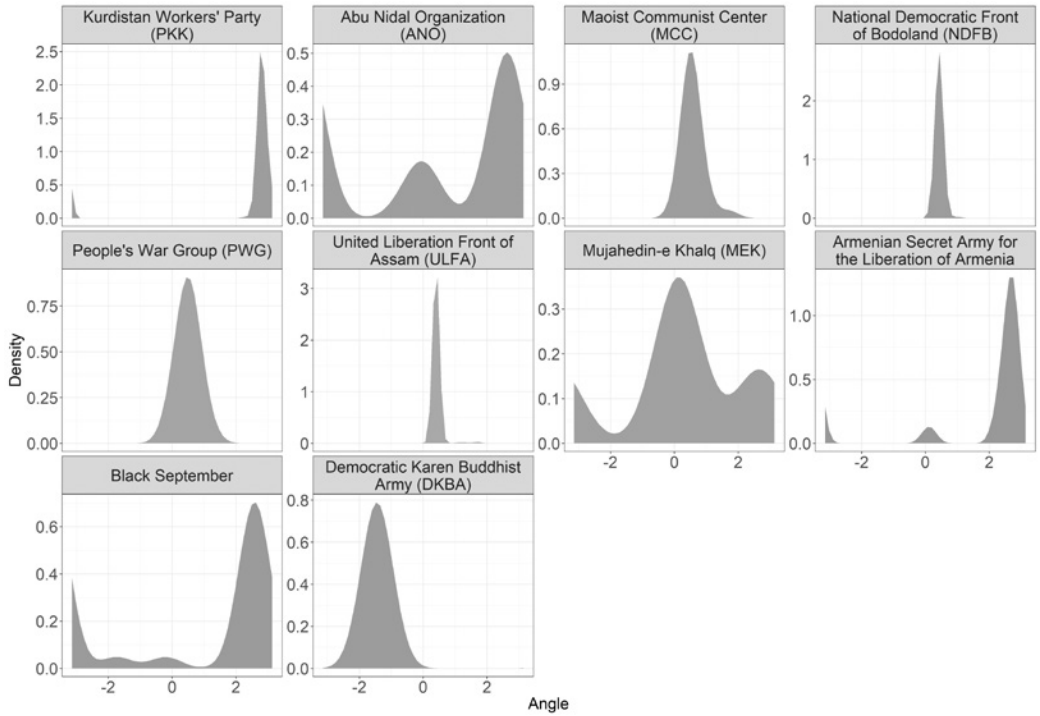 Kurdistan Workers' Party
(PKK)
Abu Nidal Organization
(ANO)
Maoist Communist Center
(MCC)
National Democratic Front
of Bodoland (NDFB)
2.5
2.0
1.5
1.0
0.5
0.0
0.5
0.4
0.3
0.2
0.1
0.0
0.9
0.6
0.3
0.0
2
1
0
People's War Group (PWG)
United Liberation Front of
Assam (ULFA)
Mujahedin-e Khalq (MEK)
Armenian Secret Army for
the Liberation of Armenia
Density
0.75
0.50
0.25
0.00
3
2
1
0
0.3
0.2
0.1
0.0
1.0
0.5
0.0
-2 0 2
-2 0 2
Black September
Democratic Karen Buddhist
Army (DKBA)
0.6
0.4
0.2
0.0
0.8
0.6
0.4
0.2
0.0
-2 0 2
-2 0 2
Angle